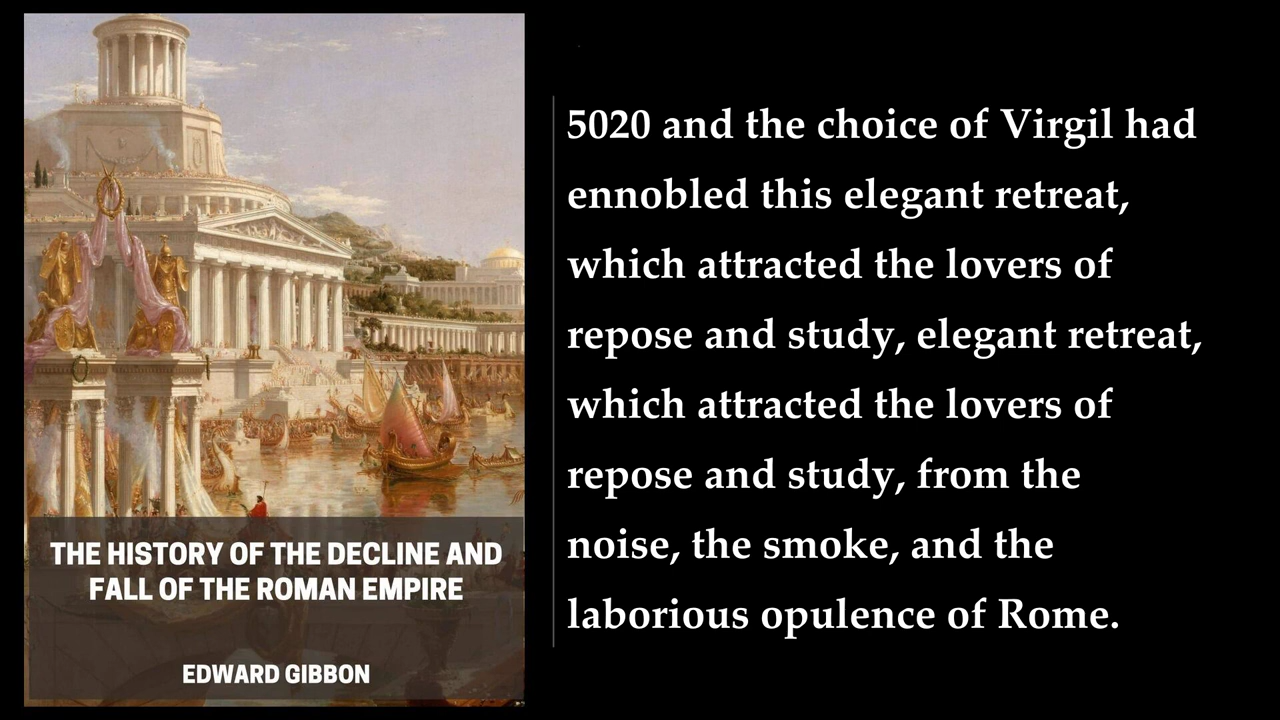 THE HISTORY OF THE DECLINE AND
FALL OF THE ROMAN EMPIRE
EDWARD GIBBON
5020 and the choice of Virgil had
ennobled this elegant retreat,
which attracted the lovers of
repose and study, elegant retreat,
which attracted the lovers of
repose and study, from the
noise, the smoke, and the
laborious opulence of Rome.